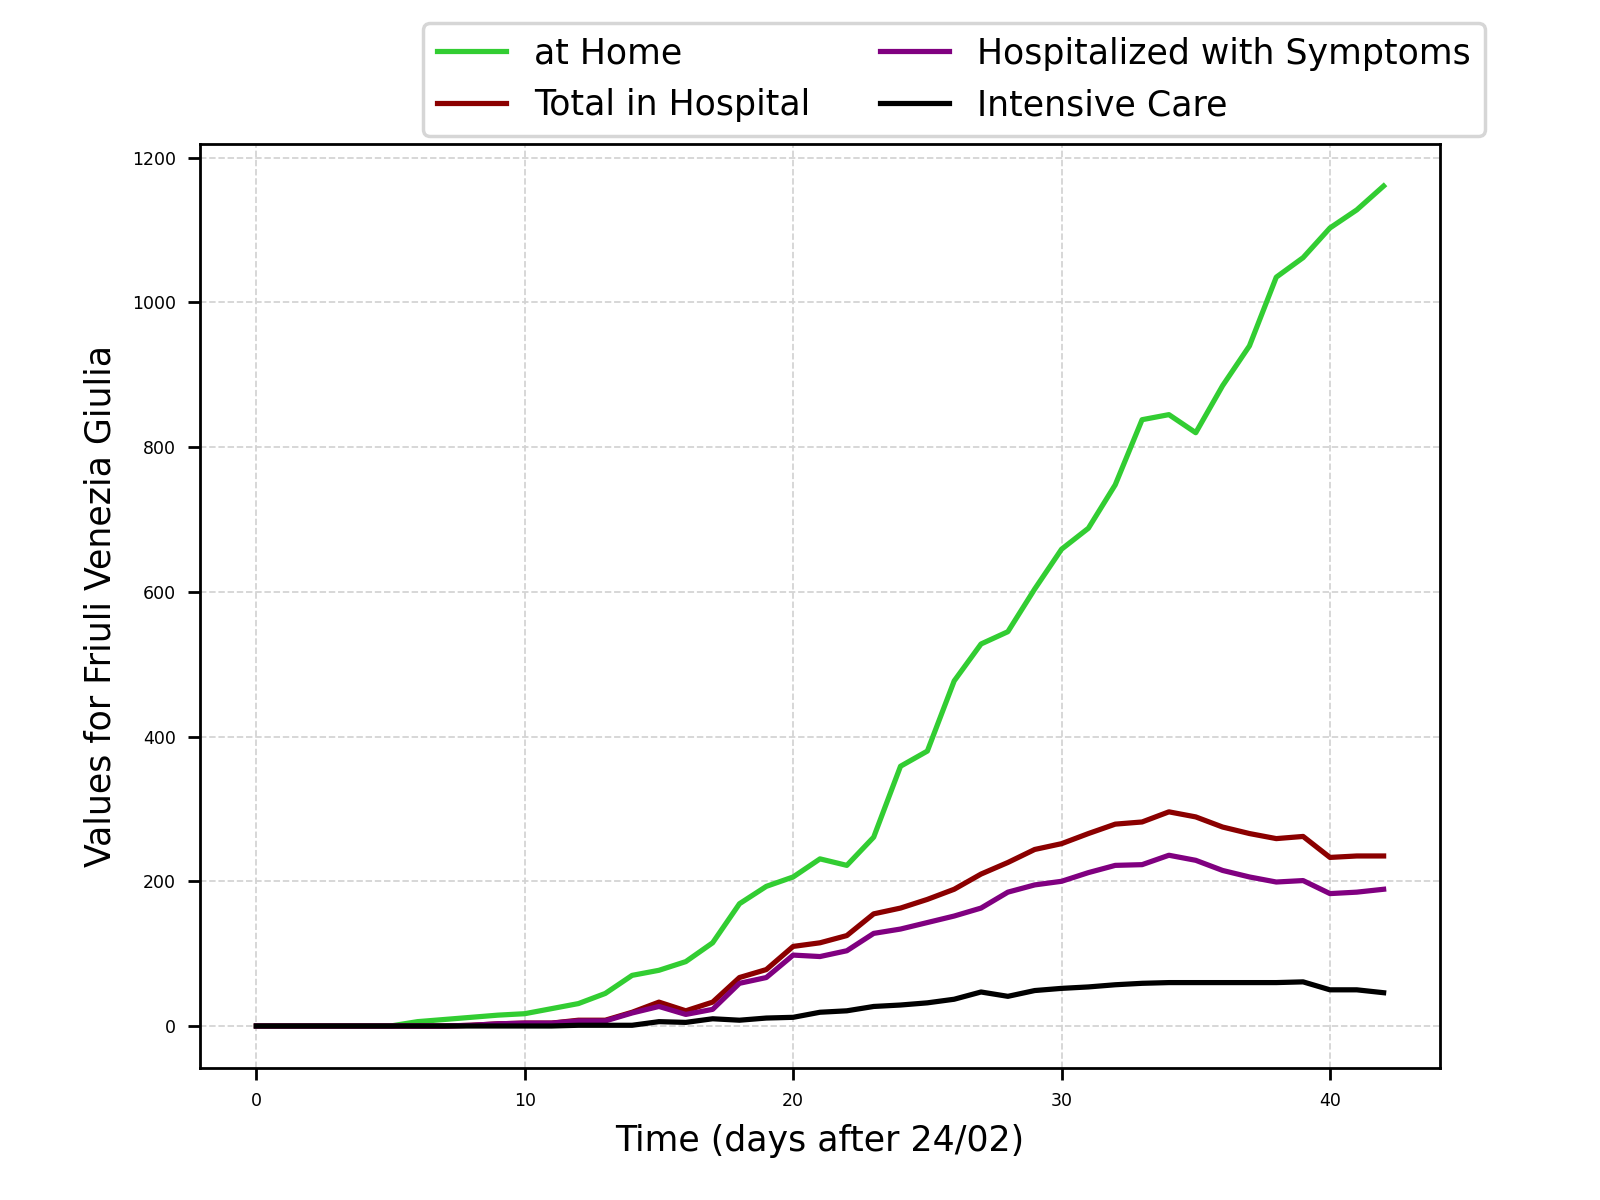 at Home
Total in Hospital
Hospitalized with Symptoms
Intensive Care
Values for Friuli Venezia Giulia
1200
1000
800
600
400
200
0
0 10 20 30 40
Time (days after 24/02)